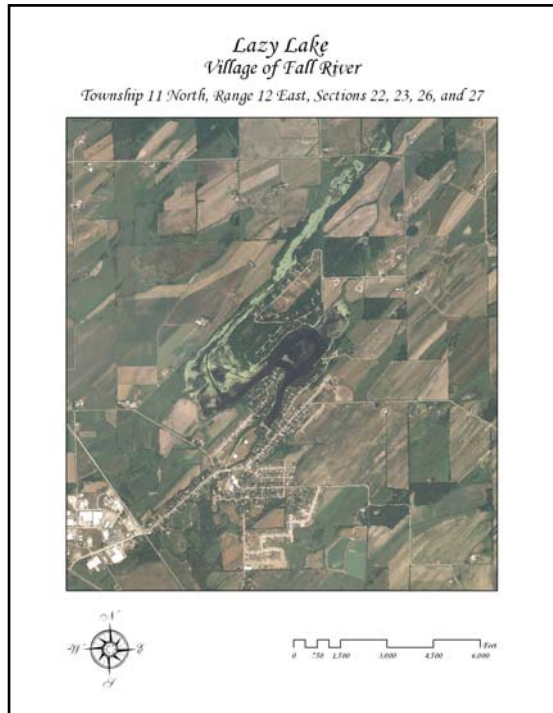 Lazy Lake
Village of Fall River
Township 11 North, Range 12 East, Sections 22, 23, 26, and 27
N
W E
S
Feet
0 750 1,500 3,000 4,500 6,000